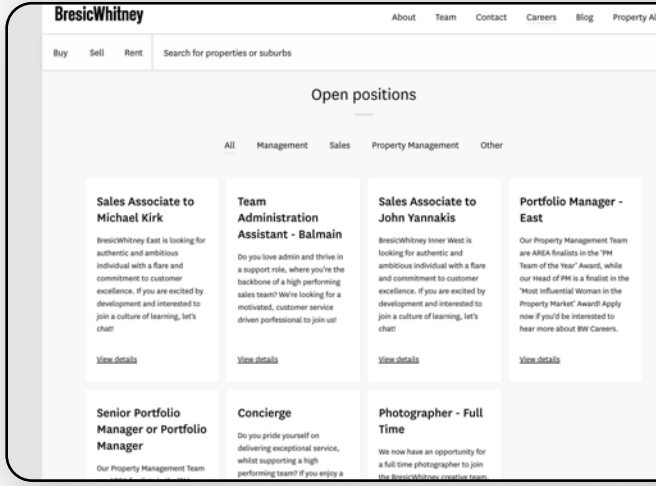 BresicWhitney
About Team Contact Careers Blog Property Al
Buy Sell Rent Search for properties or suburbs
Open positions
All Management Sales Property Management Other
Sales Associate to
Michael Kirk
BresicWhitney East is looking for
authentic and ambitious
individual with a flare and
commitment to customer
excellence. If you are excited by
development and interested to
join a culture of learning, let's
chat!
View details
Team
Administration
Assistant - Balmain
Do you love admin and thrive in
a support role, where you're the
backbone of a high performing
sales team? We're looking for a
motivated, customer service
driven porfessional to join us!
View details
Sales Associate to
John Yannakis
BresicWhitney Inner West is
looking for authentic and
ambitious individual with a flare
and commitment to customer
excellence. If you are excited by
development and interested to
join a culture of learning, let's
chat!
View details
Portfolio Manager -
East
Our Property Management Team
are AREA finalists in the 'PM
Team of the Year' Award, while
our Head of PM is a finalist in the
'Most Influential Woman in the
Property Market' Award! Apply
now if you'd be interested to
hear more about BW Careers.
View details
Senior Portfolio
Manager or Portfolio
Manager
Our Property Management Team
Concierge
Do you pride yourself on
delivering exceptional service,
whilst supporting a high
performing team? If you enjoy a
Photographer - Full
Time
We now have an opportunity for
a full time photographer to join
the BresicWhitney creative team.